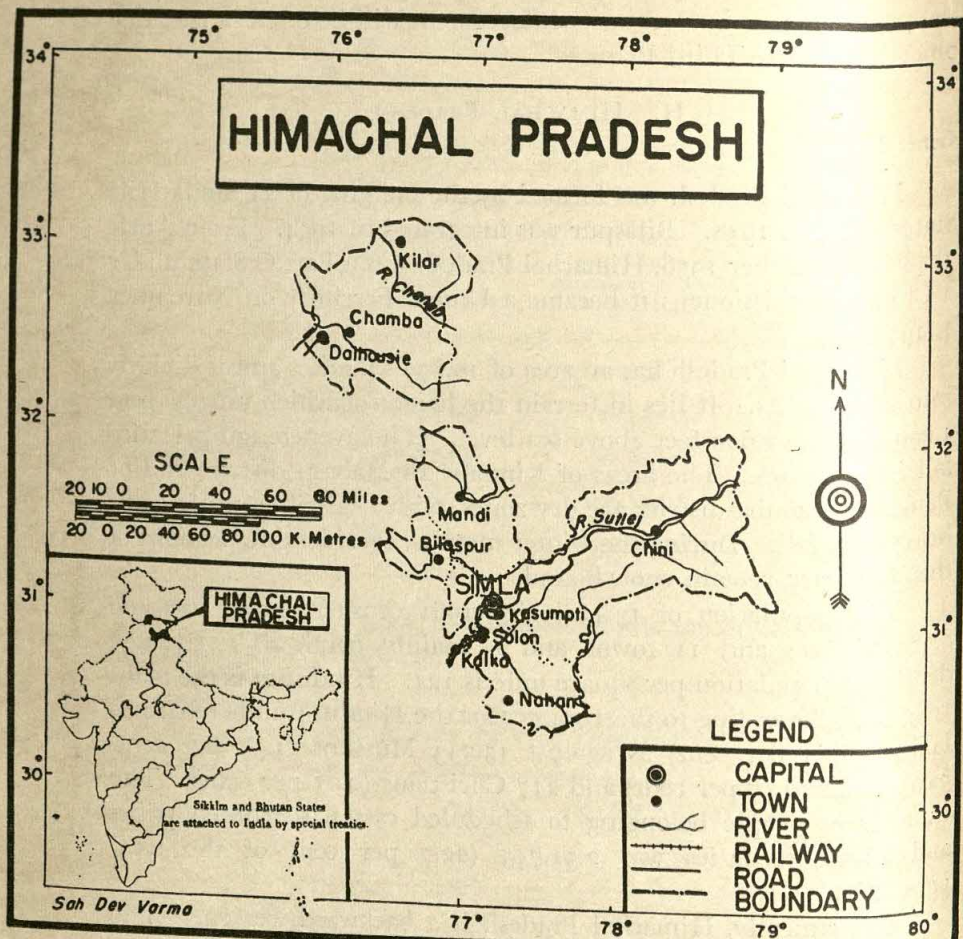 75°
76°
77°
78°
79°
34°
34°
HIMACHAL PRADESH
33°
33°
Kilar
R. Chenab
Chamba
Dalhousie
32°
32°
N
SCALE
20 10 0 20 40 60 80 Miles
20 0 20 40 60 80 100 K.Metres
Mandi
R. Sutlej
Chini
Bilaspur
SIMLA
Kasumpti
Solon
Kalka
Nahan
31°
31°
HIMACHAL
PRADESH
30°
30°
Sikkim and Bhutan States
are attached to India by special treaties.
LEGEND
CAPITAL
TOWN
RIVER
RAILWAY
ROAD
BOUNDARY
Sah Dev Varma
77°
78°
79°
80°